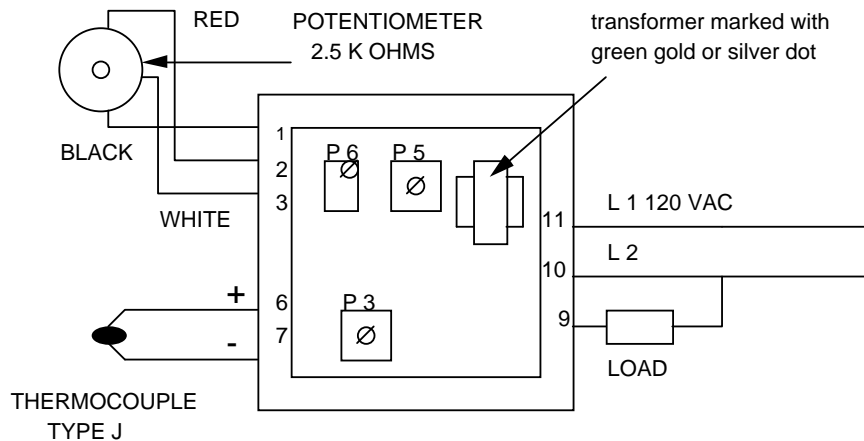 RED
POTENTIOMETER
2.5 K OHMS
transformer marked with
green gold or silver dot
BLACK
WHITE
1
2
3
P 6
P 5
11
L 1 120 VAC
10
L 2
+
6
7
-
P 3
9
LOAD
THERMOCOUPLE
TYPE J